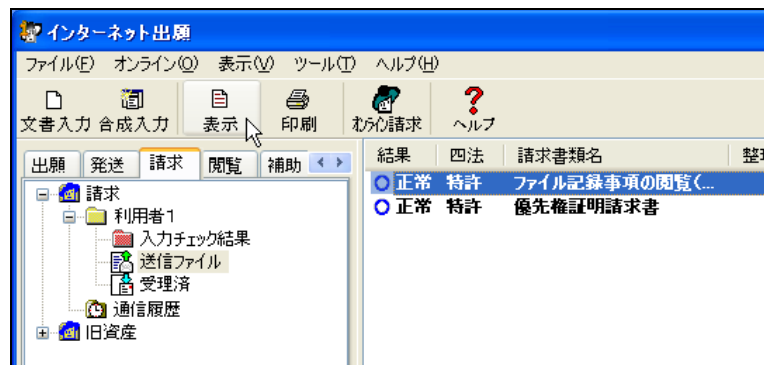 インターネット出願
ファイル(F) オンライン(O) 表示(V) ツール(T) ヘルプ(H)
文書入力 合成入力 表示 印刷 オンライン請求 ヘルプ
出願 発送 請求 閲覧 補助
請求
利用者1
入力チェック結果
送信ファイル
受理済
通信履歴
旧資産
結果 四法 請求書類名
正常 特許 ファイル記録事項の閲覧(...
正常 特許 優先権証明請求書